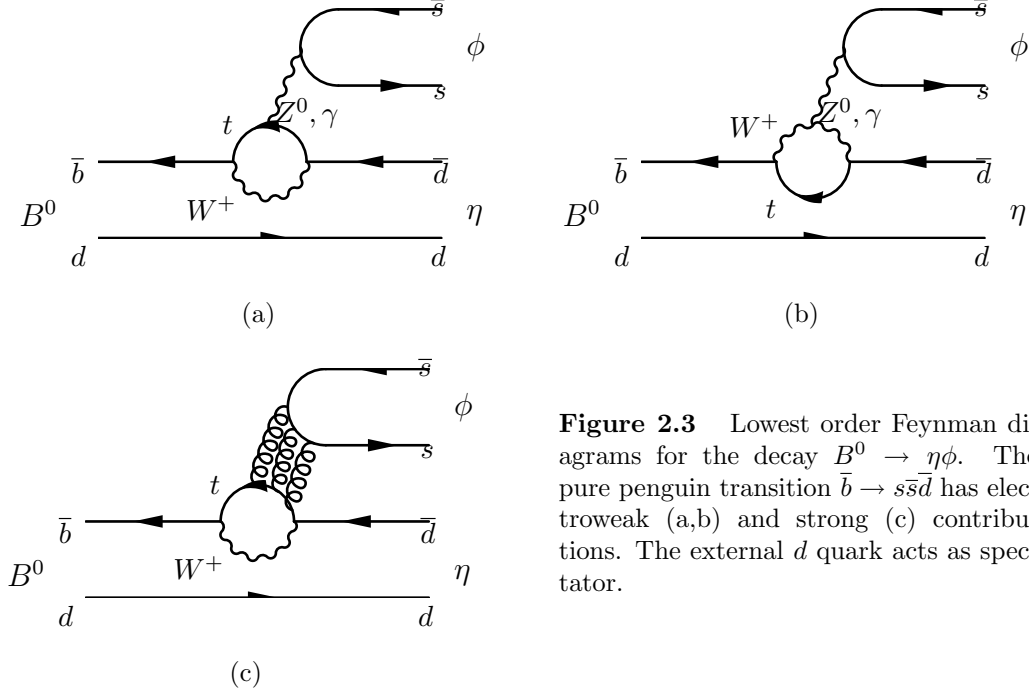 s̅
ϕ
s
Z⁰, γ
t
b̅
d̅
W⁺
B⁰
η
d
d
(a)
s̅
ϕ
s
W⁺
Z⁰, γ
b̅
d̅
t
B⁰
η
d
d
(b)
s̅
ϕ
s
t
b̅
d̅
W⁺
B⁰
η
d
d
(c)
Figure 2.3 Lowest order Feynman di-
agrams for the decay B⁰ → ηϕ. The
pure penguin transition b̅ → ss̅d̅ has elec-
troweak (a,b) and strong (c) contribu-
tions. The external d quark acts as spec-
tator.